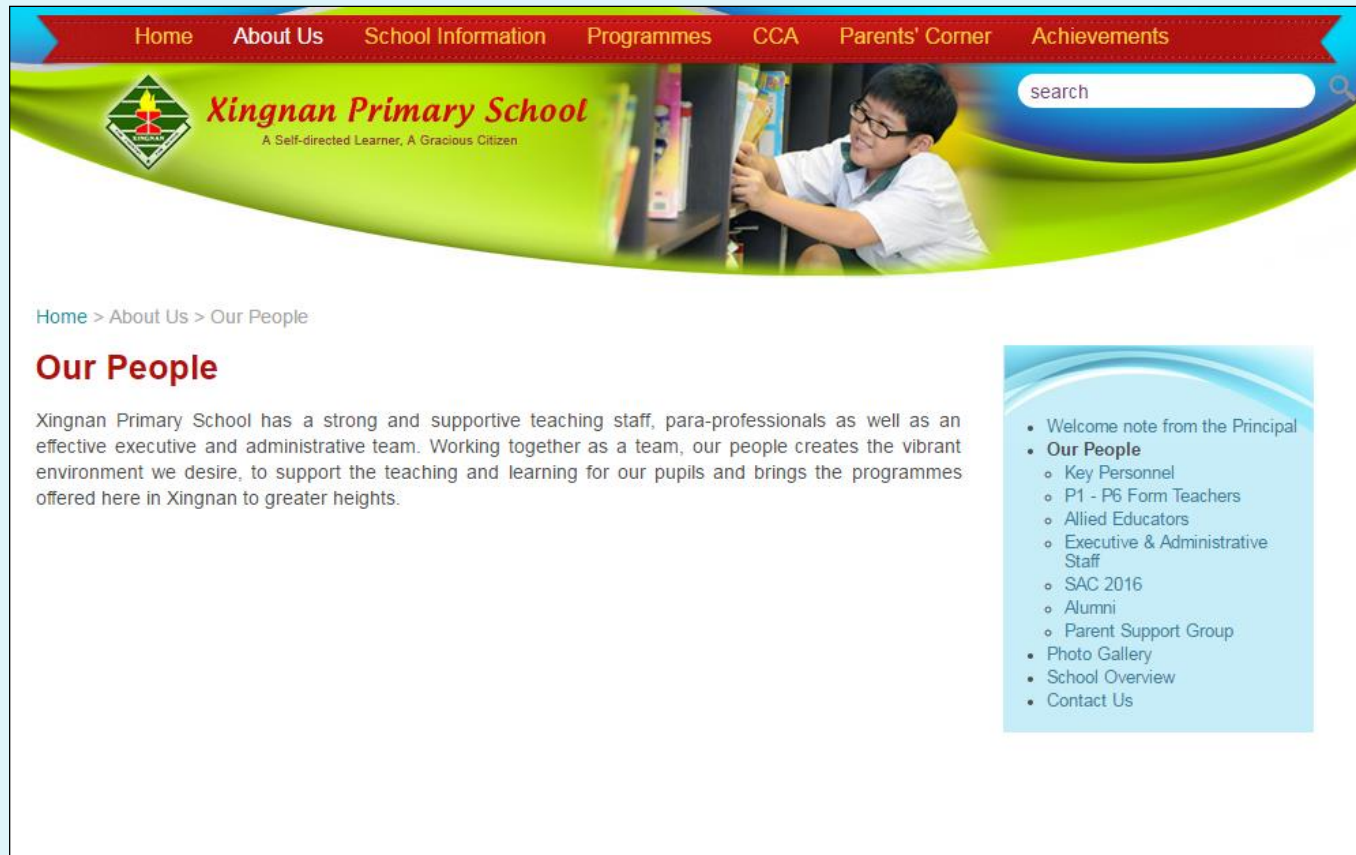 Home About Us School Information Programmes CCA Parents' Corner Achievements
search
XINGNAN
Xingnan Primary School
A Self-directed Learner, A Gracious Citizen
Home > About Us > Our People
Our People
Xingnan Primary School has a strong and supportive teaching staff, para-professionals as well as an
effective executive and administrative team. Working together as a team, our people creates the vibrant
environment we desire, to support the teaching and learning for our pupils and brings the programmes
offered here in Xingnan to greater heights.
Welcome note from the Principal
Our People
Key Personnel
P1 - P6 Form Teachers
Allied Educators
Executive & Administrative
Staff
SAC 2016
Alumni
Parent Support Group
Photo Gallery
School Overview
Contact Us